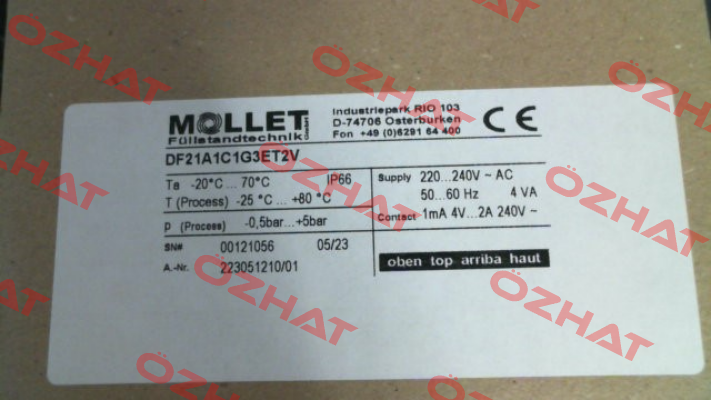 MOLLET
Füllstandtechnik GmbH
Industriepark RIO 103
D-74706 Osterburken
Fon +49 (0)6291 64 400
CE
DF21A1C1G3ET2V
Ta -20°C ... 70°C IP66
T (Process) -25 °C ... +80 °C
p (Process) -0,5bar...+5bar
SN# 00121056 05/23
A.-Nr. 223051210/01
Supply 220...240V ~ AC
50...60 Hz 4 VA
Contact 1mA 4V...2A 240V ~
oben top arriba haut
ÖZHAT
ÖZHAT
ÖZHAT
ÖZHAT
ÖZHAT
ÖZHAT
ÖZHAT
ÖZHAT
ÖZHAT